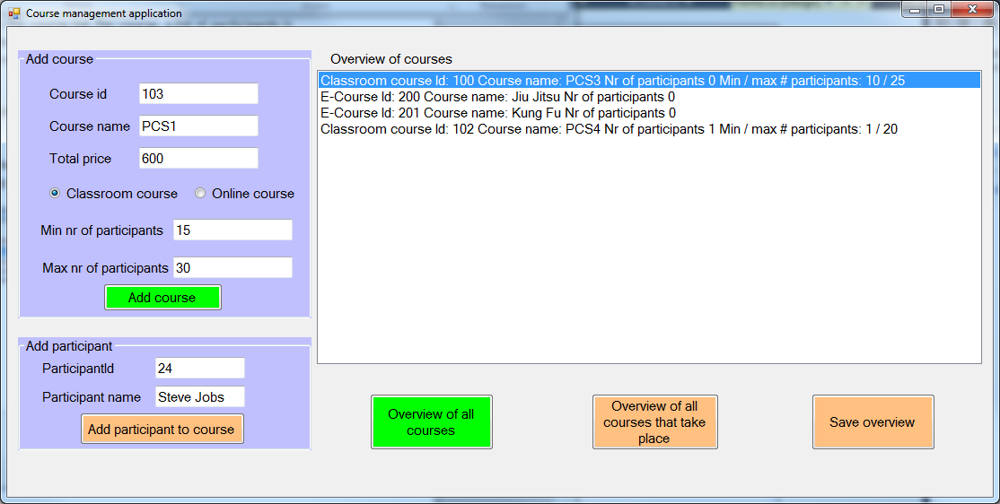 Course management application
Add course
Course id 103
Course name PCS1
Total price 600
Classroom course Online course
Min nr of participants 15
Max nr of participants 30
Add course
Add participant
ParticipantId 24
Participant name Steve Jobs
Add participant to course
Overview of courses
Classroom course Id: 100 Course name: PCS3 Nr of participants 0 Min / max # participants: 10 / 25
E-Course Id: 200 Course name: Jiu Jitsu Nr of participants 0
E-Course Id: 201 Course name: Kung Fu Nr of participants 0
Classroom course Id: 102 Course name: PCS4 Nr of participants 1 Min / max # participants: 1 / 20
Overview of all
courses
Overview of all
courses that take
place
Save overview